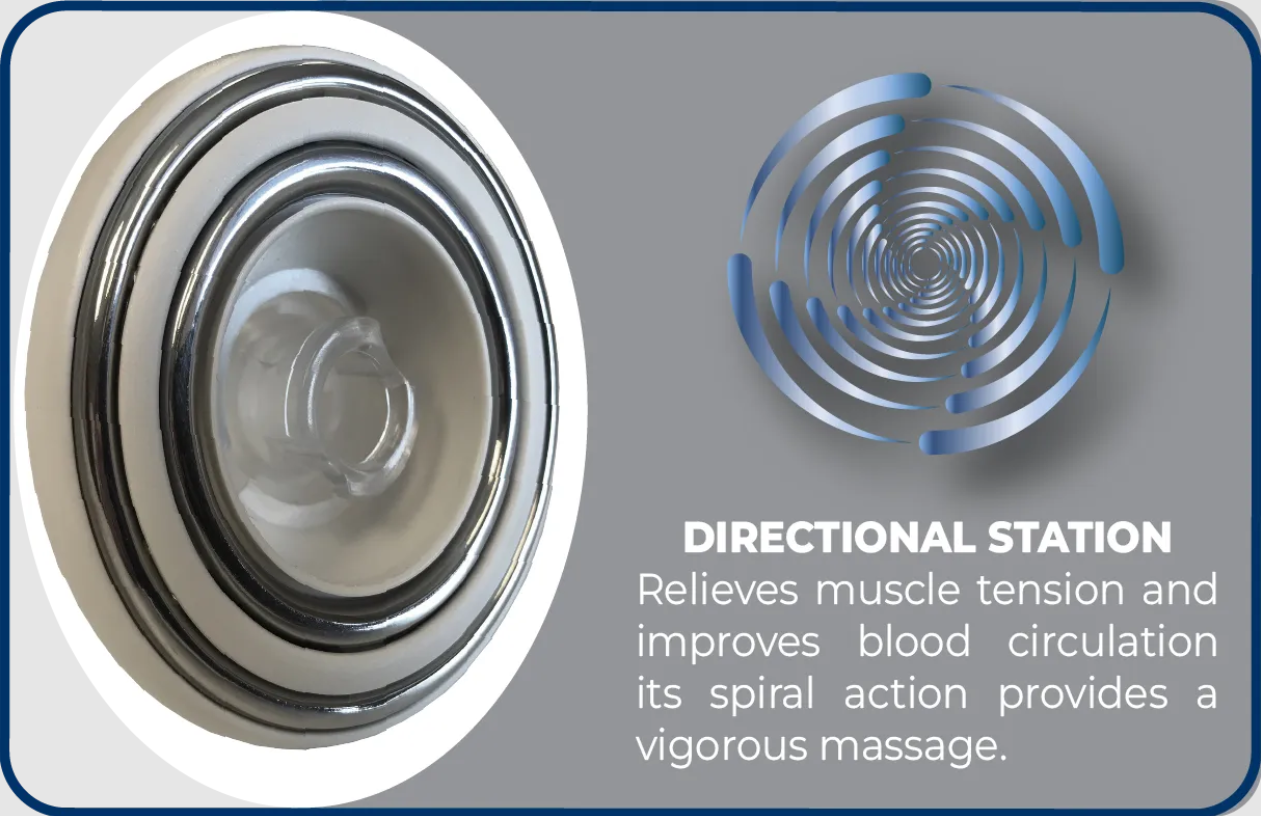 DIRECTIONAL STATION
Relieves muscle tension and
improves blood circulation
its spiral action provides a
vigorous massage.